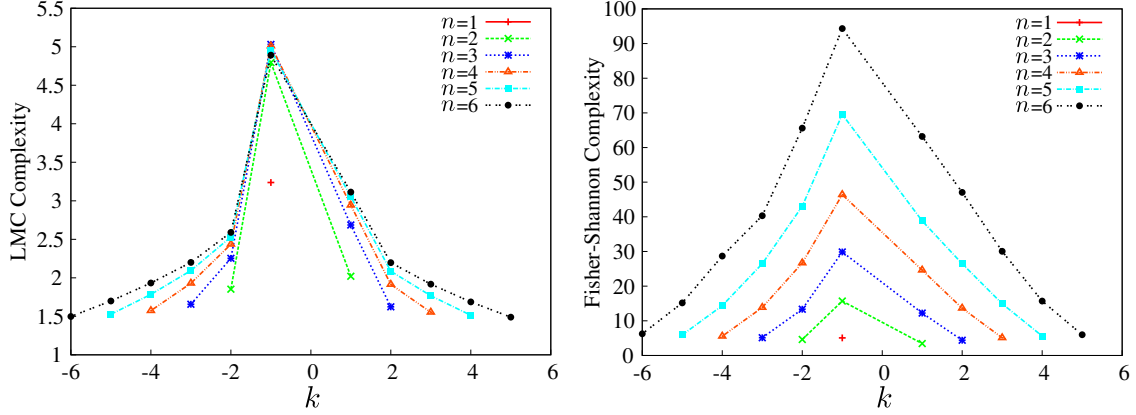 LMC Complexity
5.5
5
4.5
4
3.5
3
2.5
2
1.5
1
-6 -4 -2 0 2 4 6
k
n=1
n=2
n=3
n=4
n=5
n=6
Fisher-Shannon Complexity
100
90
80
70
60
50
40
30
20
10
0
-6 -4 -2 0 2 4 6
k
n=1
n=2
n=3
n=4
n=5
n=6